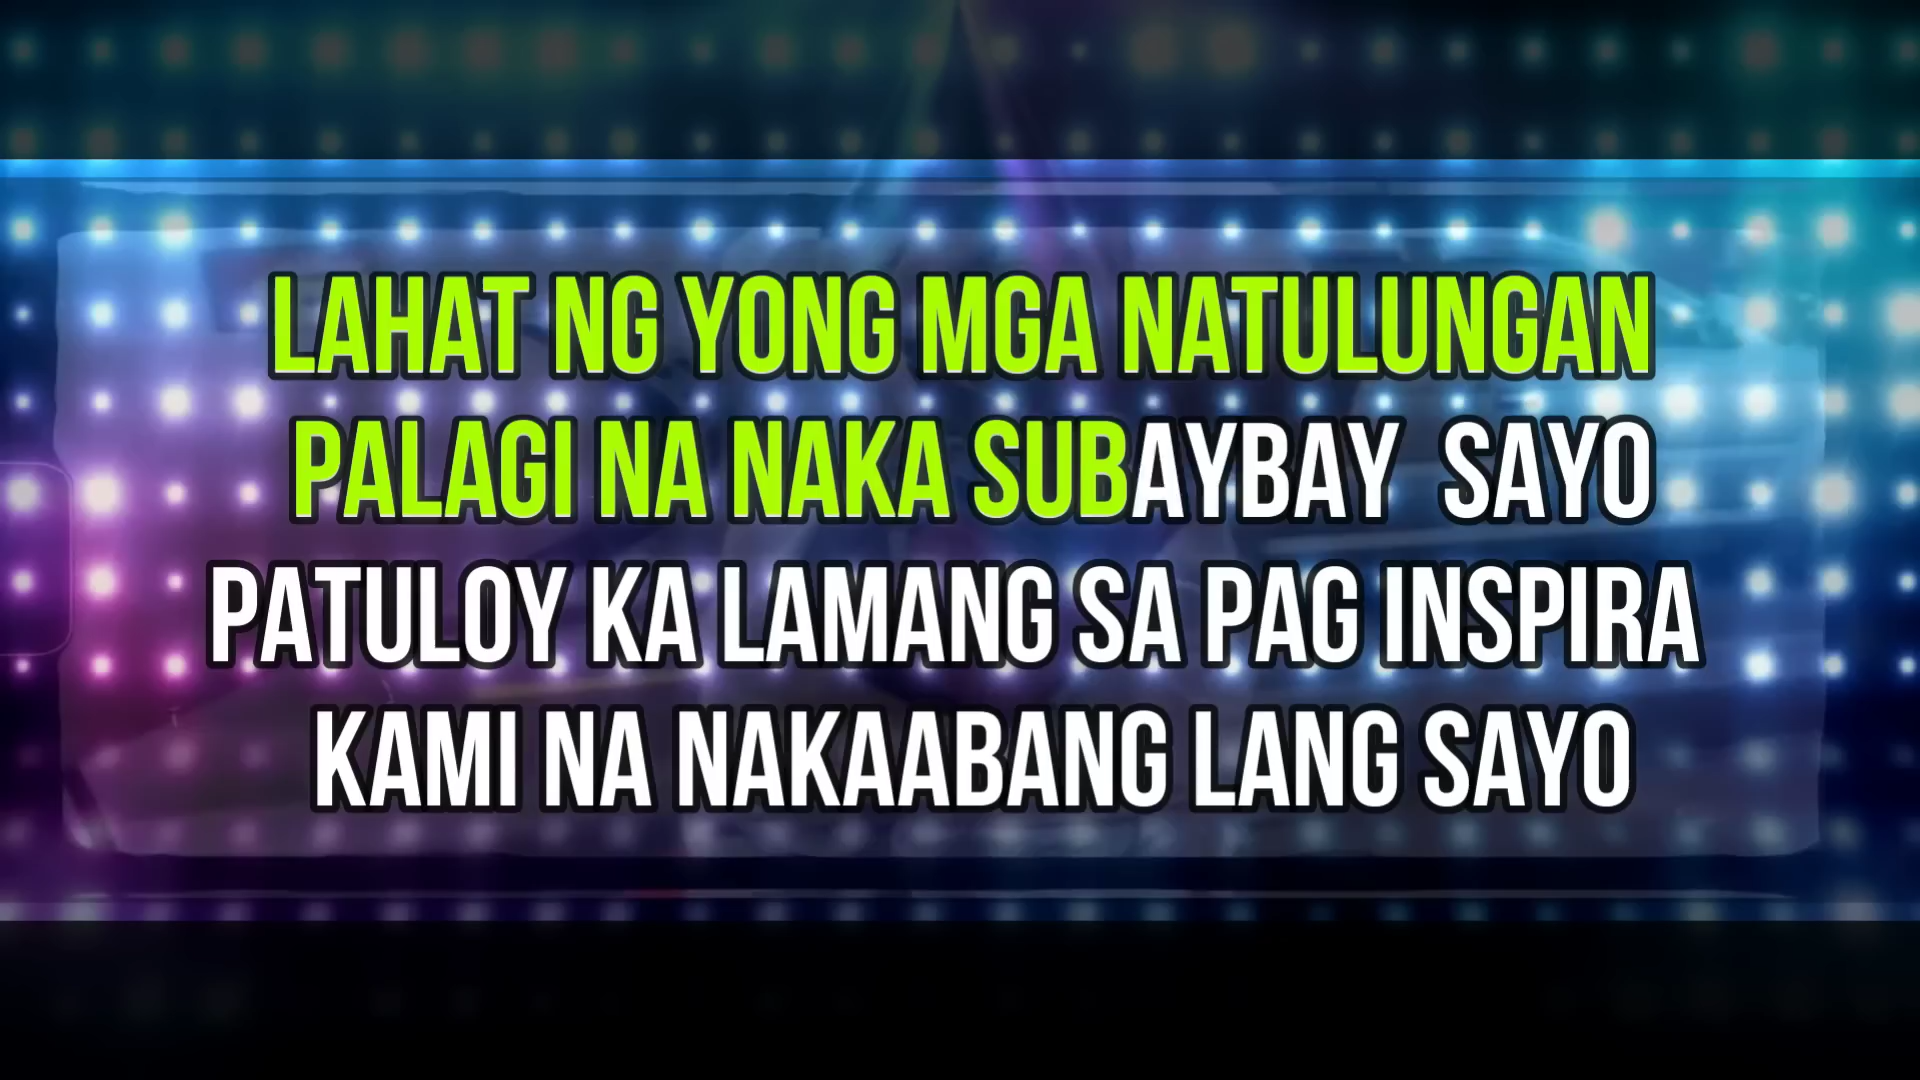 LAHAT NG YONG MGA NATULUNGAN
PALAGI NA NAKA SUBAYBAY SAYO
PATULOY KA LAMANG SA PAG INSPIRA
KAMI NA NAKAABANG LANG SAYO